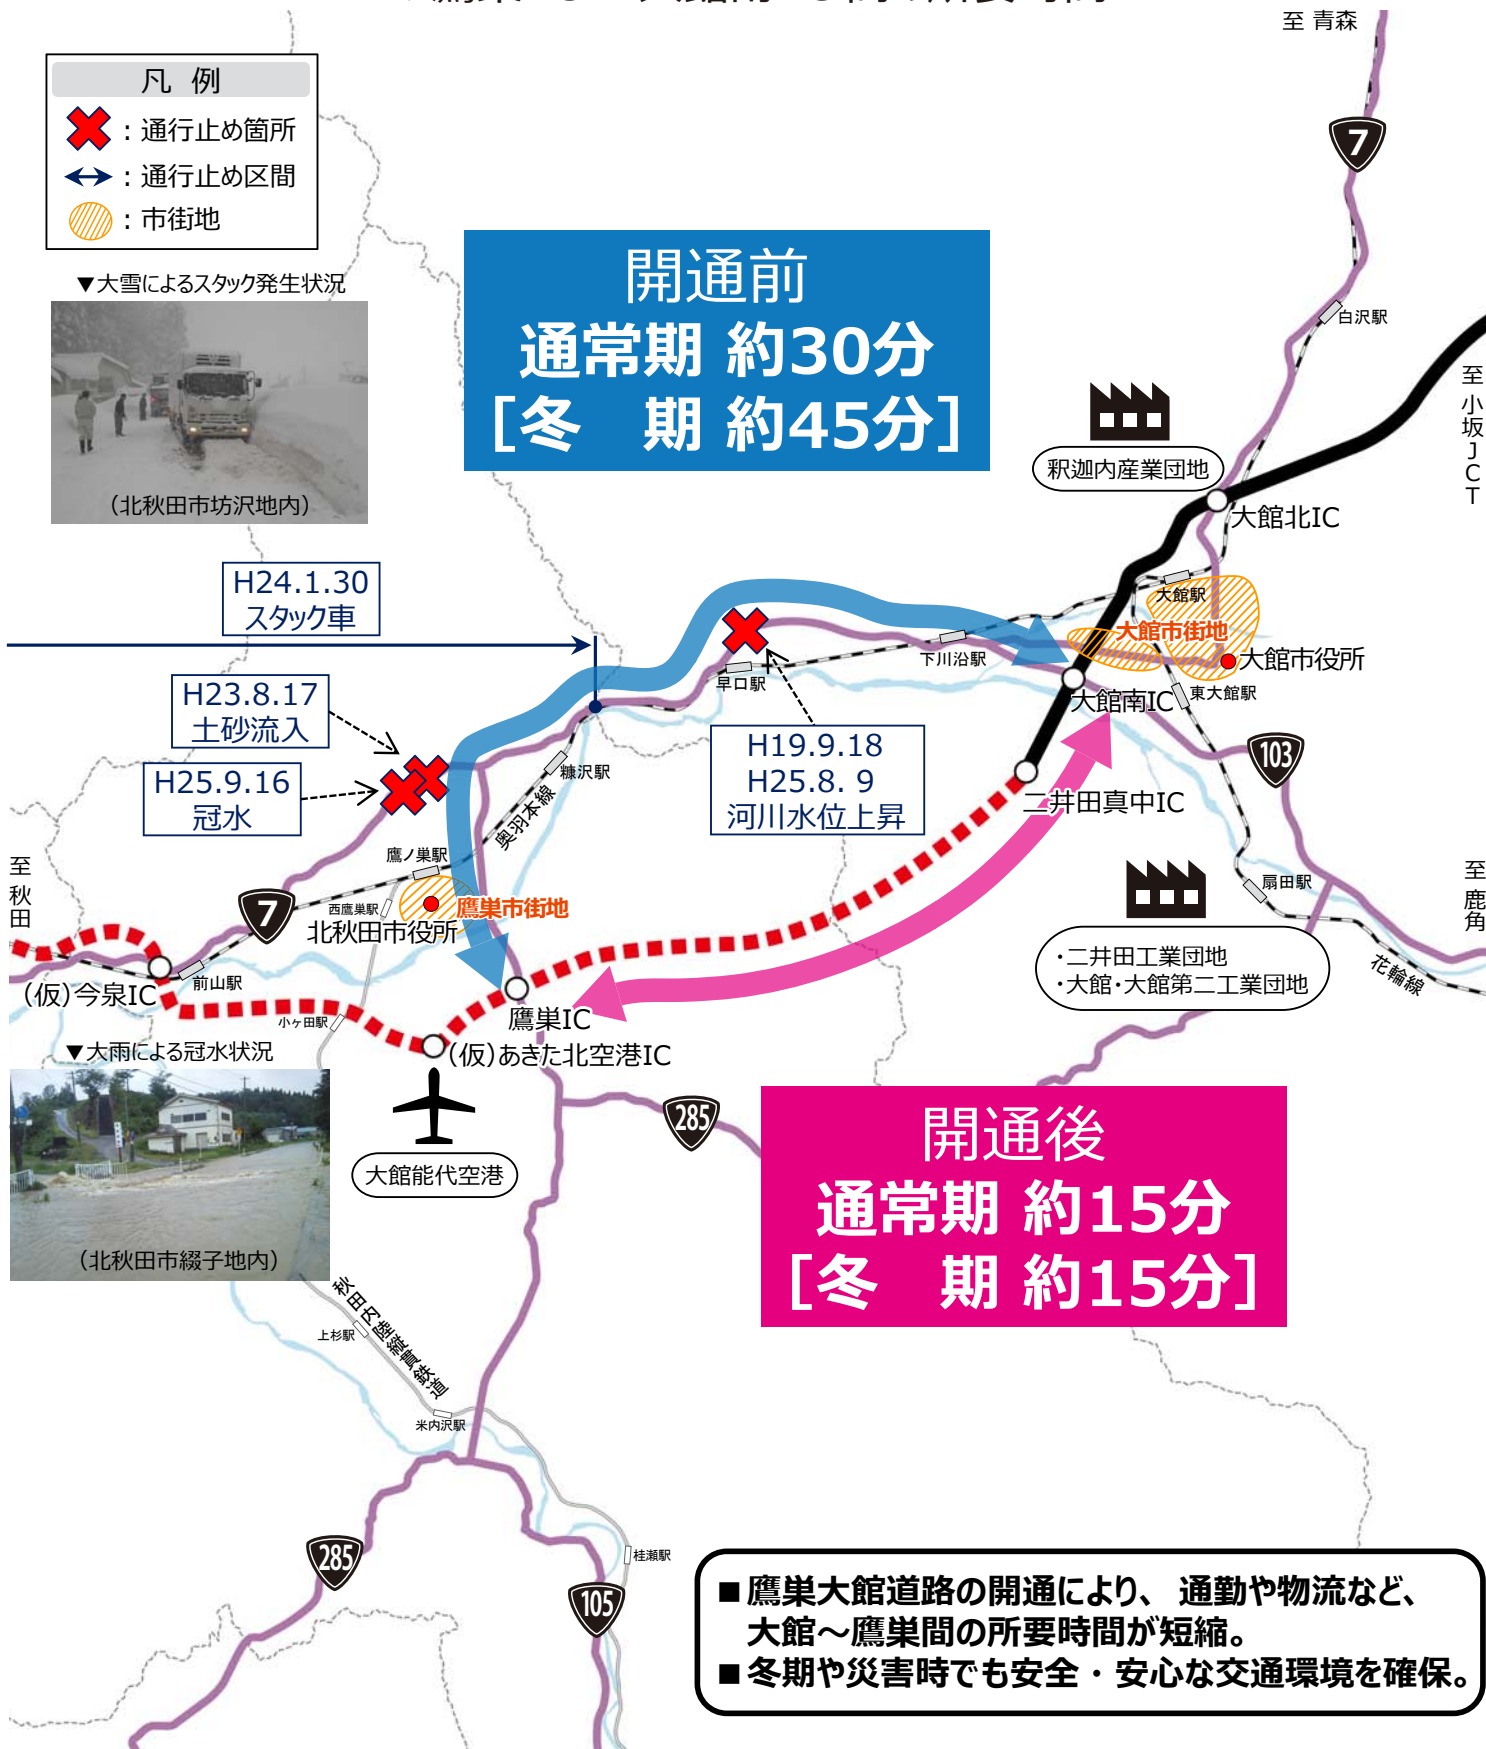 至 青森
凡 例
：通行止め箇所
：通行止め区間
：市街地
7
▼大雪によるスタック発生状況
(北秋田市坊沢地内)
開通前
通常期 約30分
[冬　期 約45分]
白沢駅
至 小坂JCT
釈迦内産業団地
大館北IC
H24.1.30
スタック車
大館駅
大館市街地
大館市役所
下川沿駅
早口駅
東大館駅
大館南IC
H23.8.17
土砂流入
H25.9.16
冠水
H19.9.18
H25.8. 9
河川水位上昇
糠沢駅
奥羽本線
103
二井田真中IC
至 秋田
鷹ノ巣駅
7
西鷹巣駅
鷹巣市街地
北秋田市役所
扇田駅
至 鹿角
・二井田工業団地
・大館・大館第二工業団地
花輪線
前山駅
(仮)今泉IC
小ヶ田駅
鷹巣IC
(仮)あきた北空港IC
▼大雨による冠水状況
(北秋田市綴子地内)
大館能代空港
285
開通後
通常期 約15分
[冬　期 約15分]
秋田内陸縦貫鉄道
上杉駅
米内沢駅
285
桂瀬駅
105
■鷹巣大館道路の開通により、 通勤や物流など、
大館～鷹巣間の所要時間が短縮。
■冬期や災害時でも安全・安心な交通環境を確保。